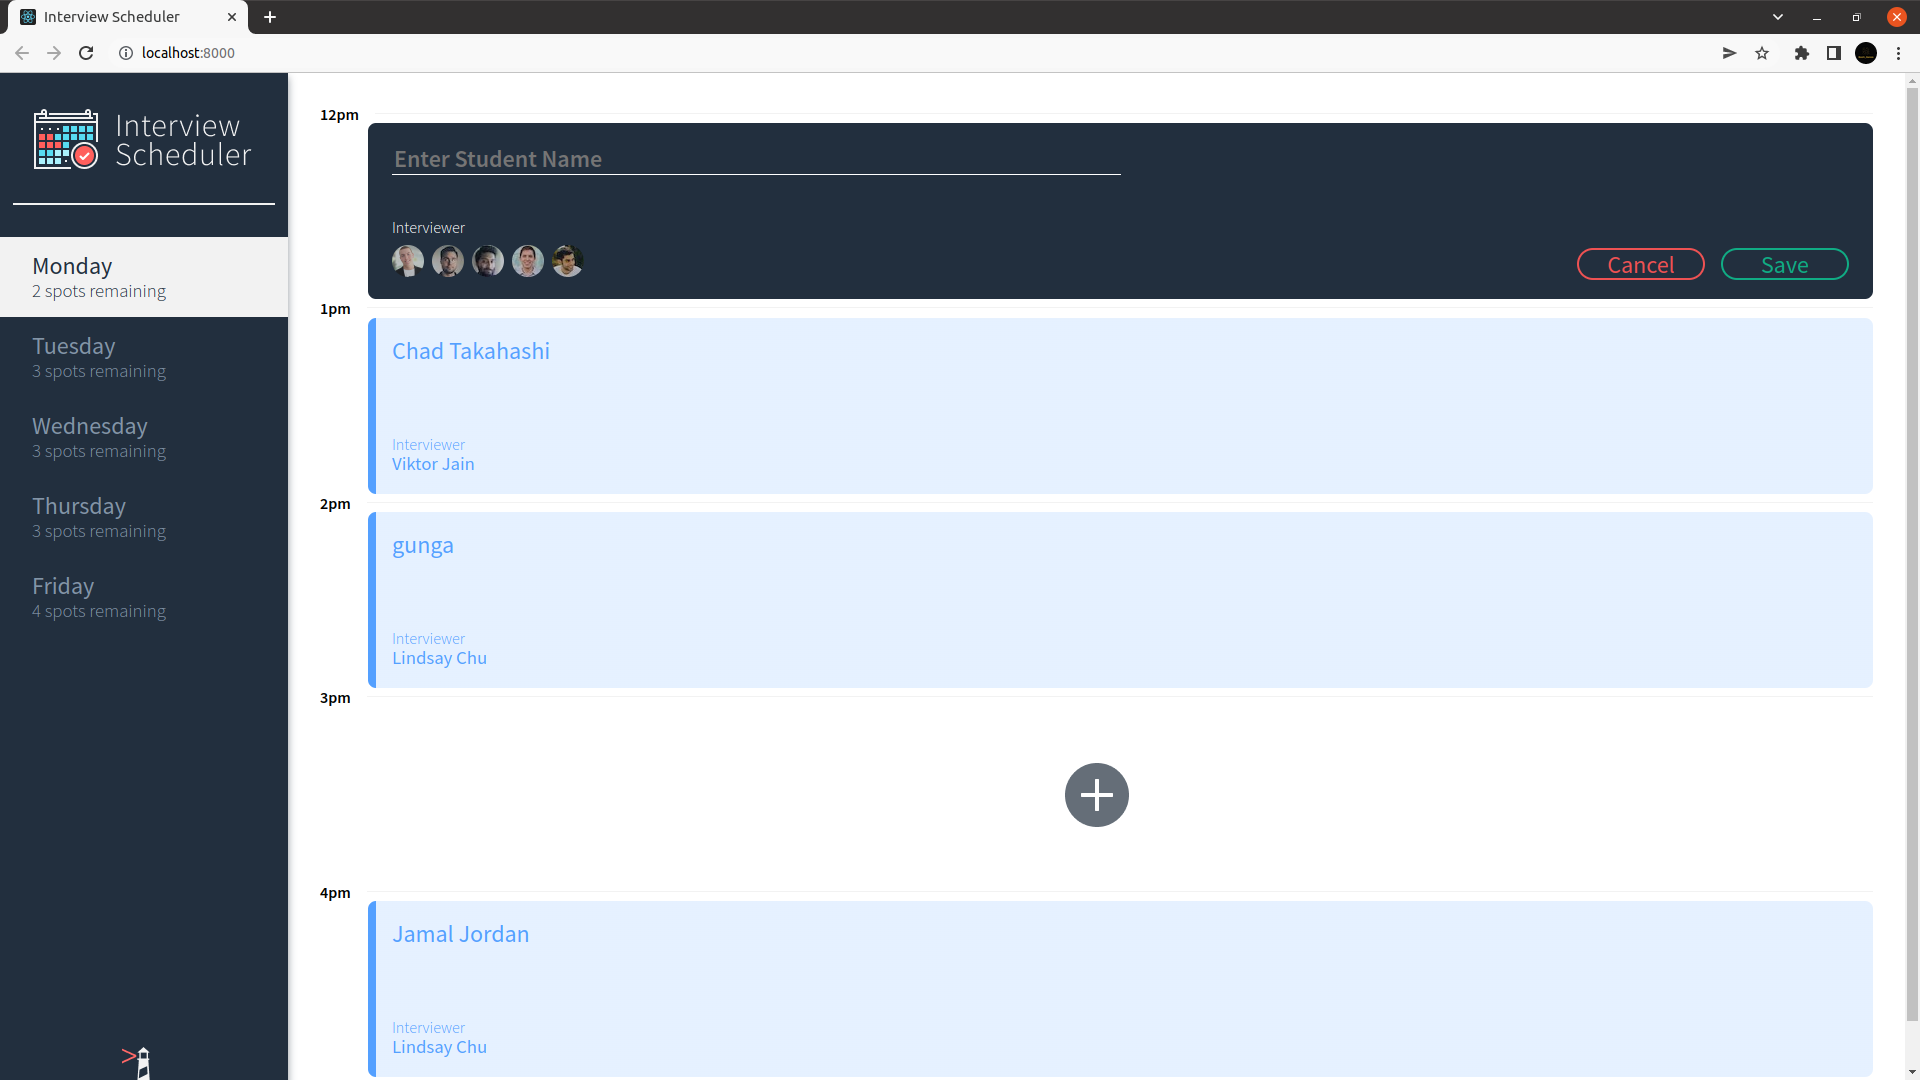 Interview Scheduler
localhost:8000
Interview
Scheduler
Monday
2 spots remaining
Tuesday
3 spots remaining
Wednesday
3 spots remaining
Thursday
3 spots remaining
Friday
4 spots remaining
12pm
Enter Student Name
Interviewer
Cancel
Save
1pm
Chad Takahashi
Interviewer
Viktor Jain
2pm
gunga
Interviewer
Lindsay Chu
3pm
4pm
Jamal Jordan
Interviewer
Lindsay Chu